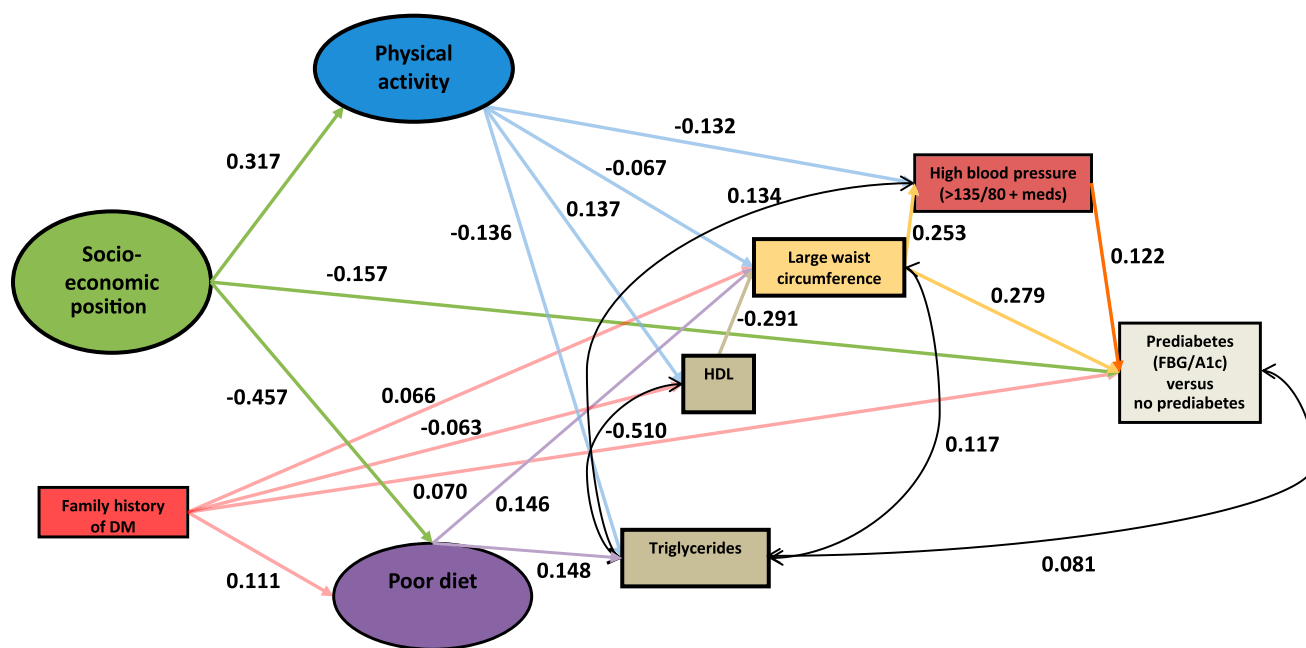 Physical
activity
-0.132
0.317
-0.067
High blood pressure
(>135/80 + meds)
0.134
0.137
-0.136
0.253
Socio-
economic
position
-0.157
Large waist
circumference
0.122
0.279
-0.291
Prediabetes
(FBG/A1c)
versus
no prediabetes
HDL
-0.457
0.066
-0.063
-0.510
0.117
Family history
of DM
0.070
0.146
Triglycerides
0.111
Poor diet
0.148
0.081